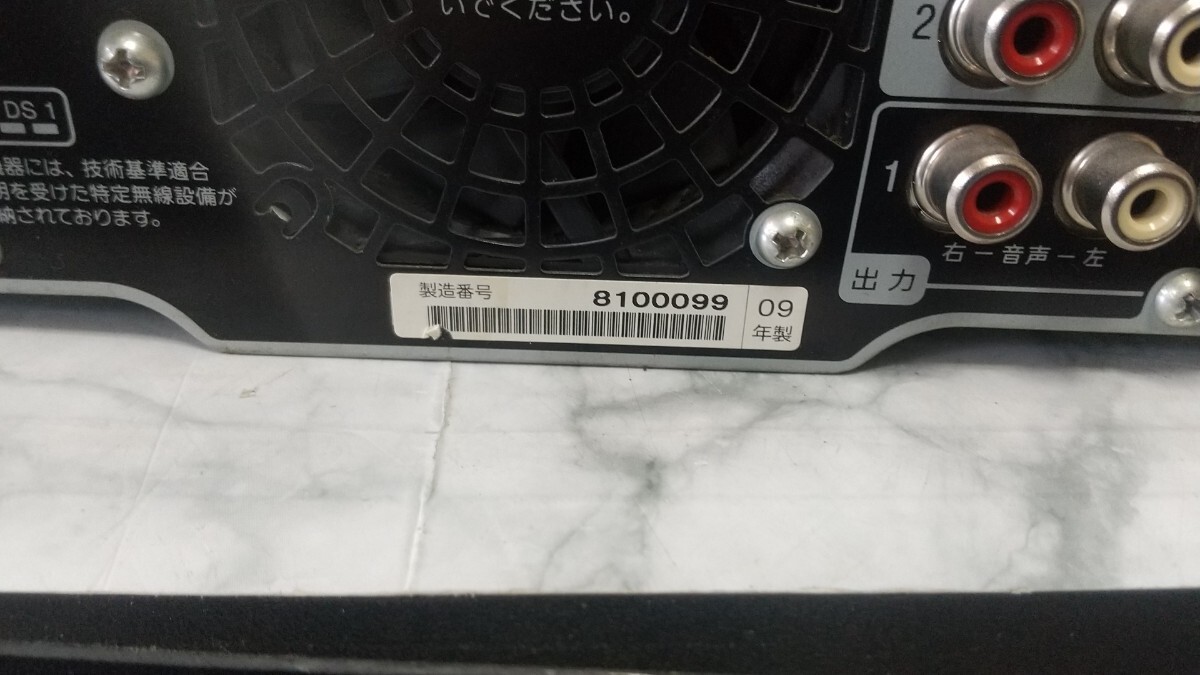 いでください。
2
DS 1
器には、技術基準適合
明を受けた特定無線設備が
納されております。
1
右 ー 音声 ー 左
出力
製造番号 8100099 09
年製